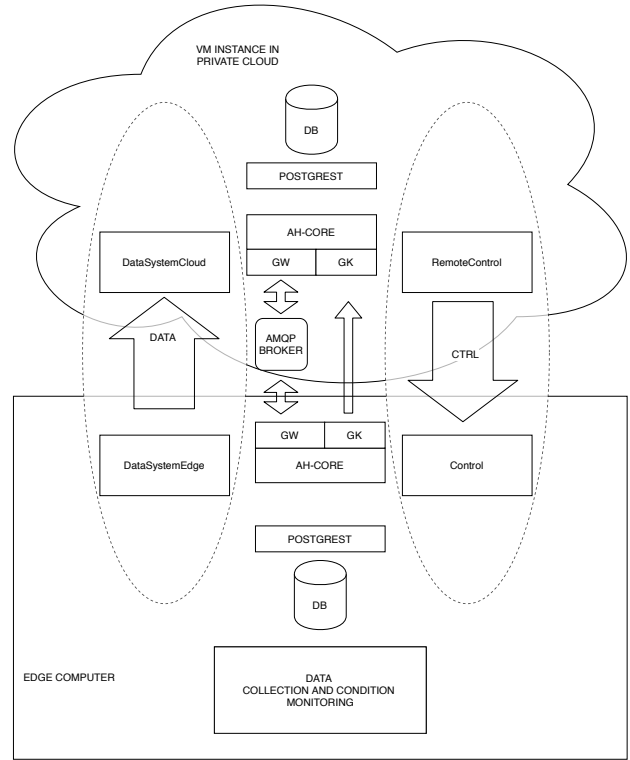 VM INSTANCE IN
PRIVATE CLOUD
DB
POSTGREST
AH-CORE
GW
GK
DataSystemCloud
RemoteControl
DATA
AMQP
BROKER
CTRL
GW
GK
AH-CORE
DataSystemEdge
Control
POSTGREST
DB
EDGE COMPUTER
DATA
COLLECTION AND CONDITION
MONITORING